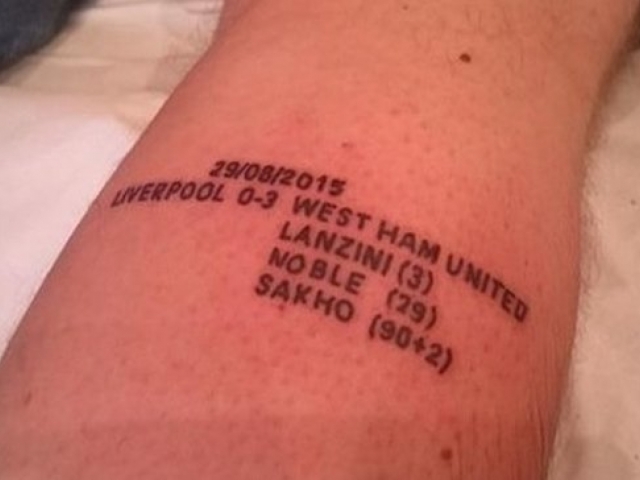 29/08/2015
LIVERPOOL 0-3 WEST HAM UNITED
LANZINI (3)
NOBLE (29)
SAKHO (90+2)